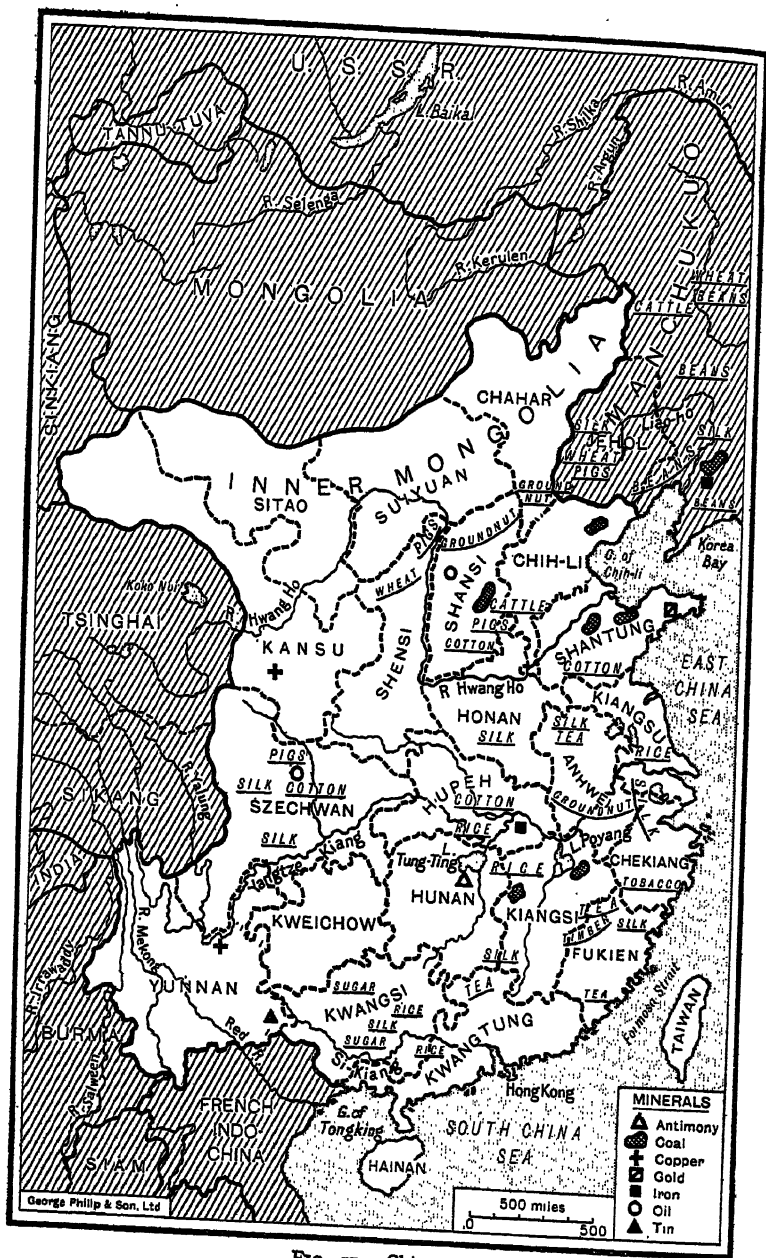 U. S. S. R.
L. Baikal
R. Amur
TANNU-TUVA
R. Shilka
R. Argun
R. Selenga
R. Kerulen
MONGOLIA
MANCHUKUO
WHEAT
BEANS
CATTLE
SINKIANG
BEANS
CHAHAR
INNER MONGOLIA
JEHOL
Liao-ho
SILK
SILK
WHEAT
PIGS
BEANS
BEANS
SITAO
SUIYUAN
GROUND
NUT
PIGS
GROUNDNUT
WHEAT
Korea
Bay
G. of
Chih-li
CHIH-LI
Koko Nor
R. Hwang Ho
TSINGHAI
KANSU
SHENSI
SHANSI
CATTLE
PIGS
COTTON
SHANTUNG
COTTON
EAST
CHINA
SEA
R Hwang Ho
HONAN
SILK
KIANGSU
SILK
TEA
RICE
ANHWEI
PIGS
SILK COTTON
SZECHWAN
SILK
R. Yalung
SIKANG
HUPEH
COTTON
RICE
GROUNDNUT
SILK
INDIA
Yangtze Kiang
L.
Tung-Ting
RICE
L. Poyang
CHEKIANG
TOBACCO
HUNAN
KWEICHOW
KIANGSI
TEA
TIMBER
SILK
FUKIEN
SILK
TEA
TEA
R. Mekong
YUNNAN
R. Irrawaddy
BURMA
R. Salween
Red R.
SUGAR
KWANGSI
RICE
SILK
SUGAR
RICE
Si-Kiang
KWANGTUNG
Formosa Strait
TAIWAN
Hong Kong
FRENCH
INDO-
CHINA
SIAM
G. of
Tongking
HAINAN
SOUTH CHINA
SEA
MINERALS
Antimony
Coal
Copper
Gold
Iron
Oil
Tin
500 miles
0 500
George Philip & Son. Ltd